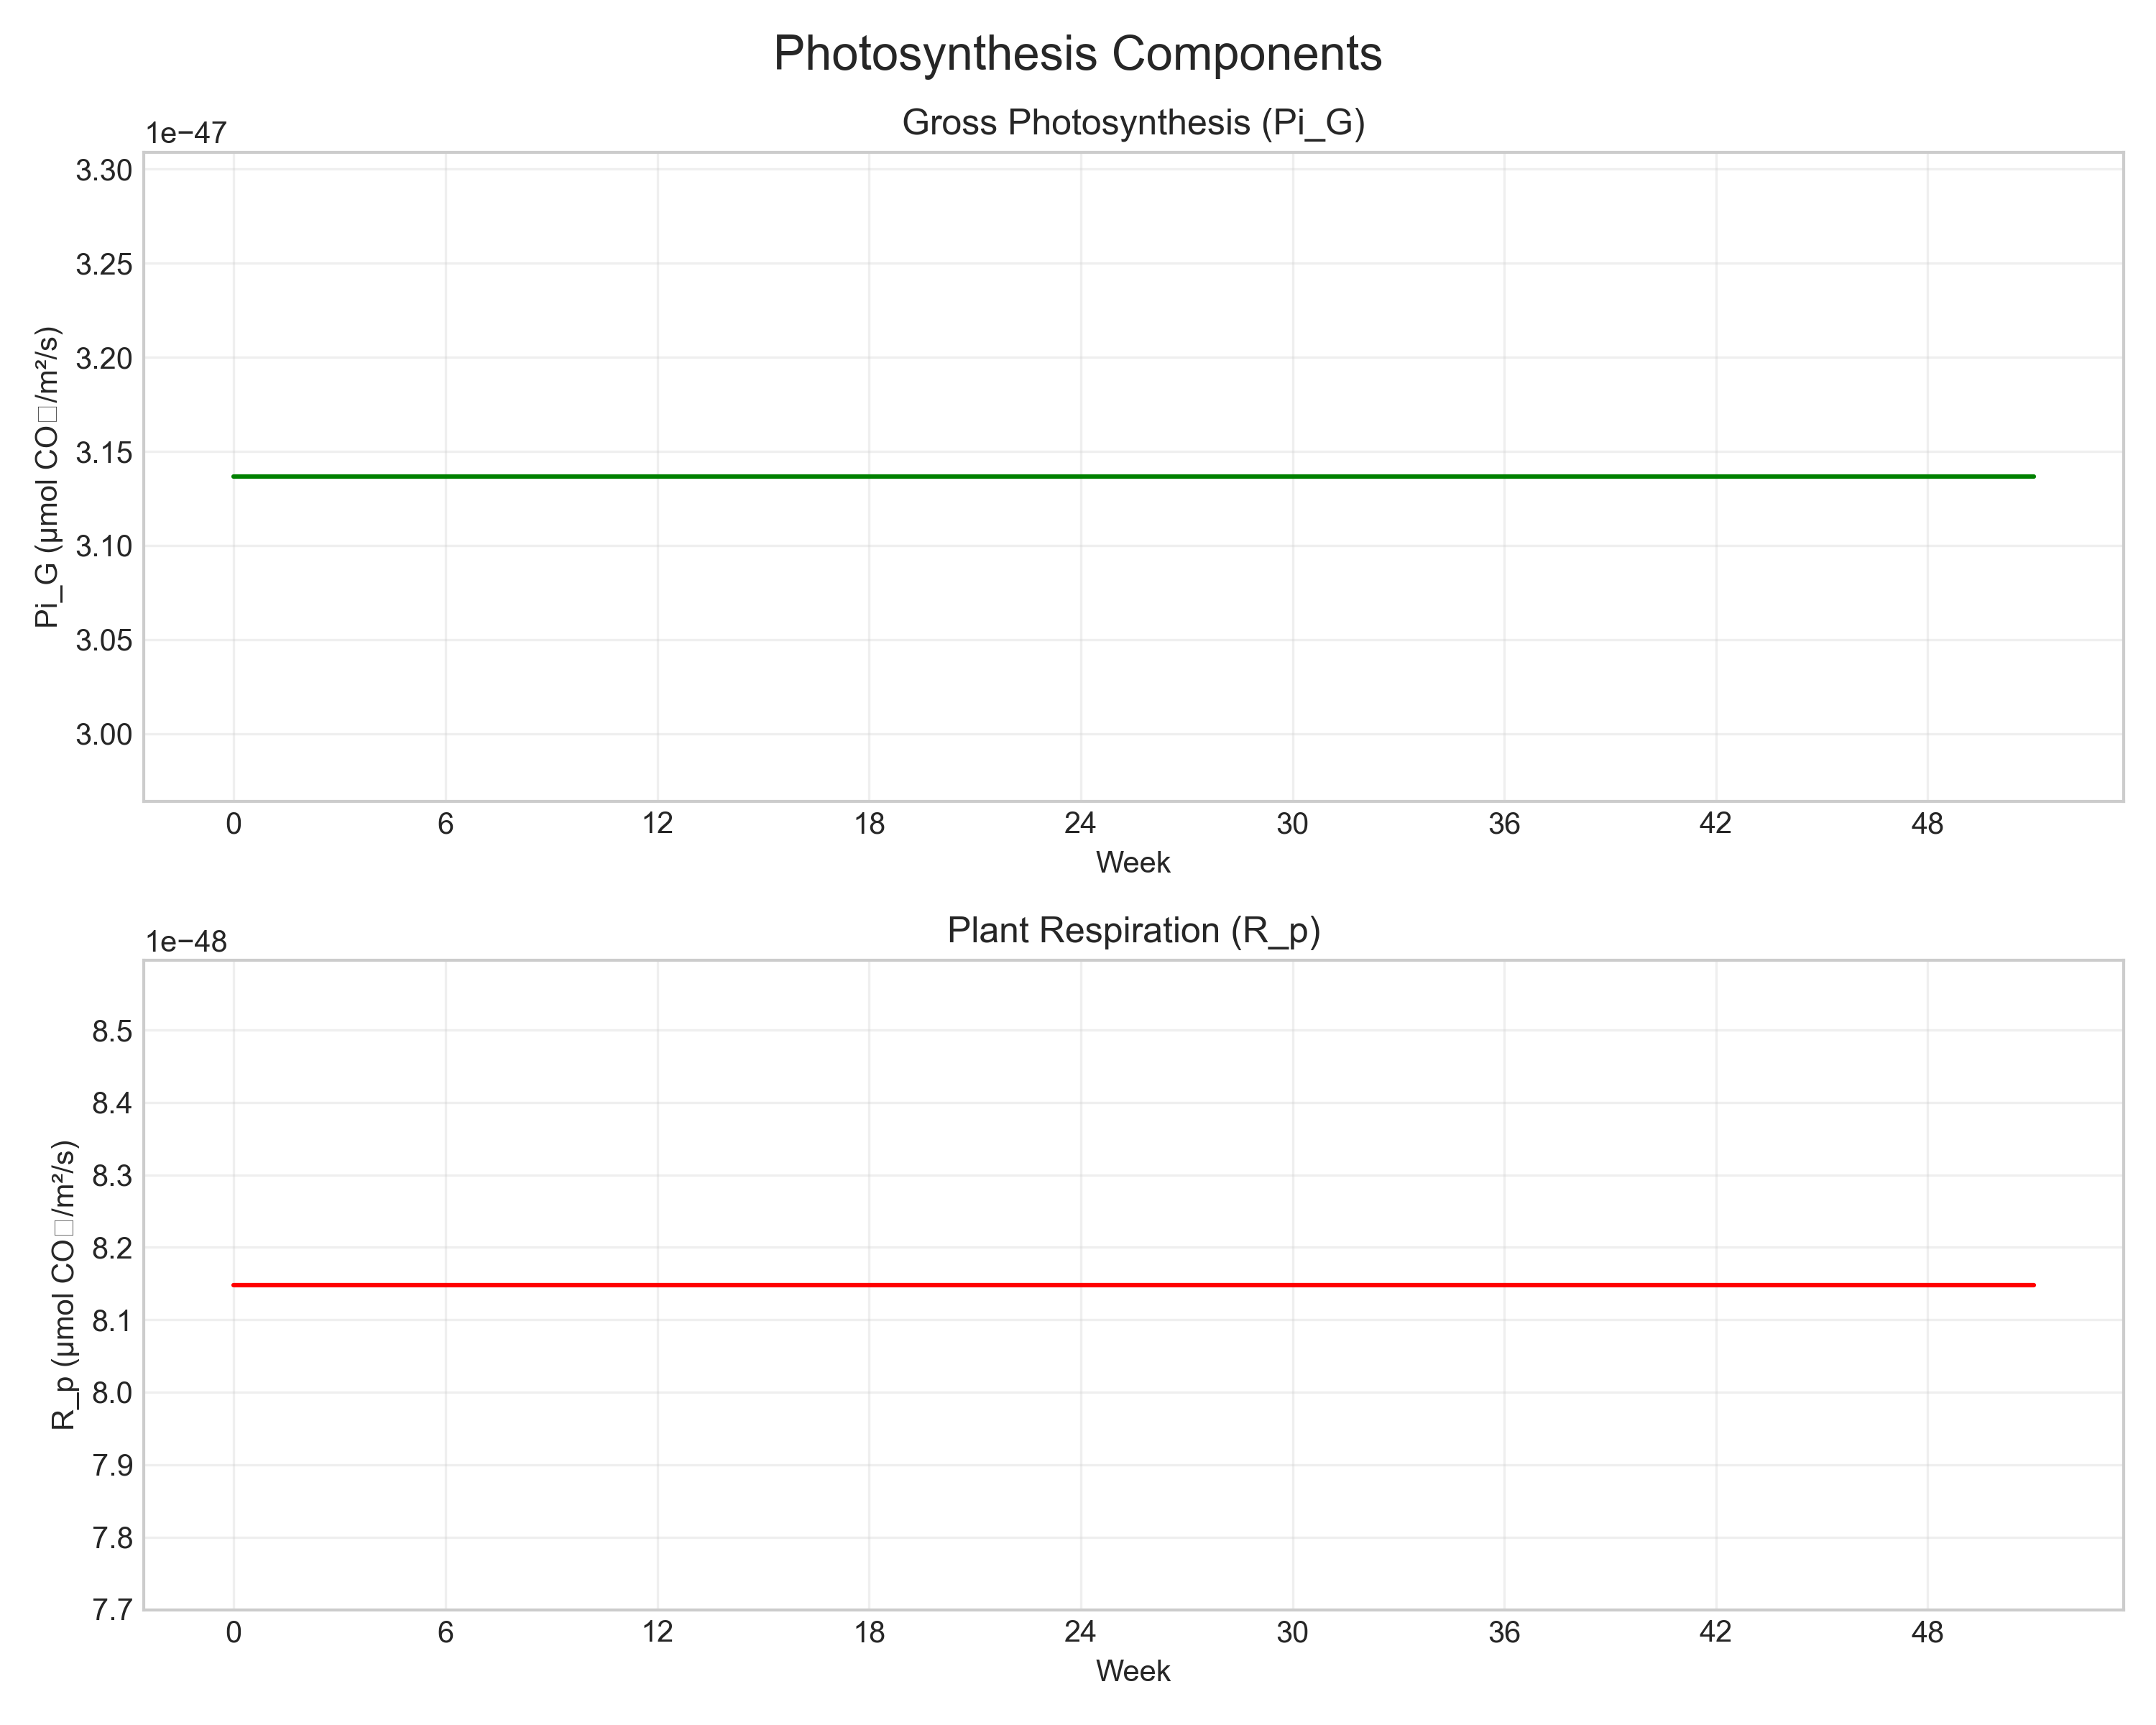 Photosynthesis Components
Gross Photosynthesis (Pi_G)
1e−47
3.30
3.25
3.20
3.15
3.10
3.05
3.00
Pi_G (μmol CO□/m²/s)
0 6 12 18 24 30 36 42 48
Week
Plant Respiration (R_p)
1e−48
8.5
8.4
8.3
8.2
8.1
8.0
7.9
7.8
7.7
R_p (μmol CO□/m²/s)
0 6 12 18 24 30 36 42 48
Week